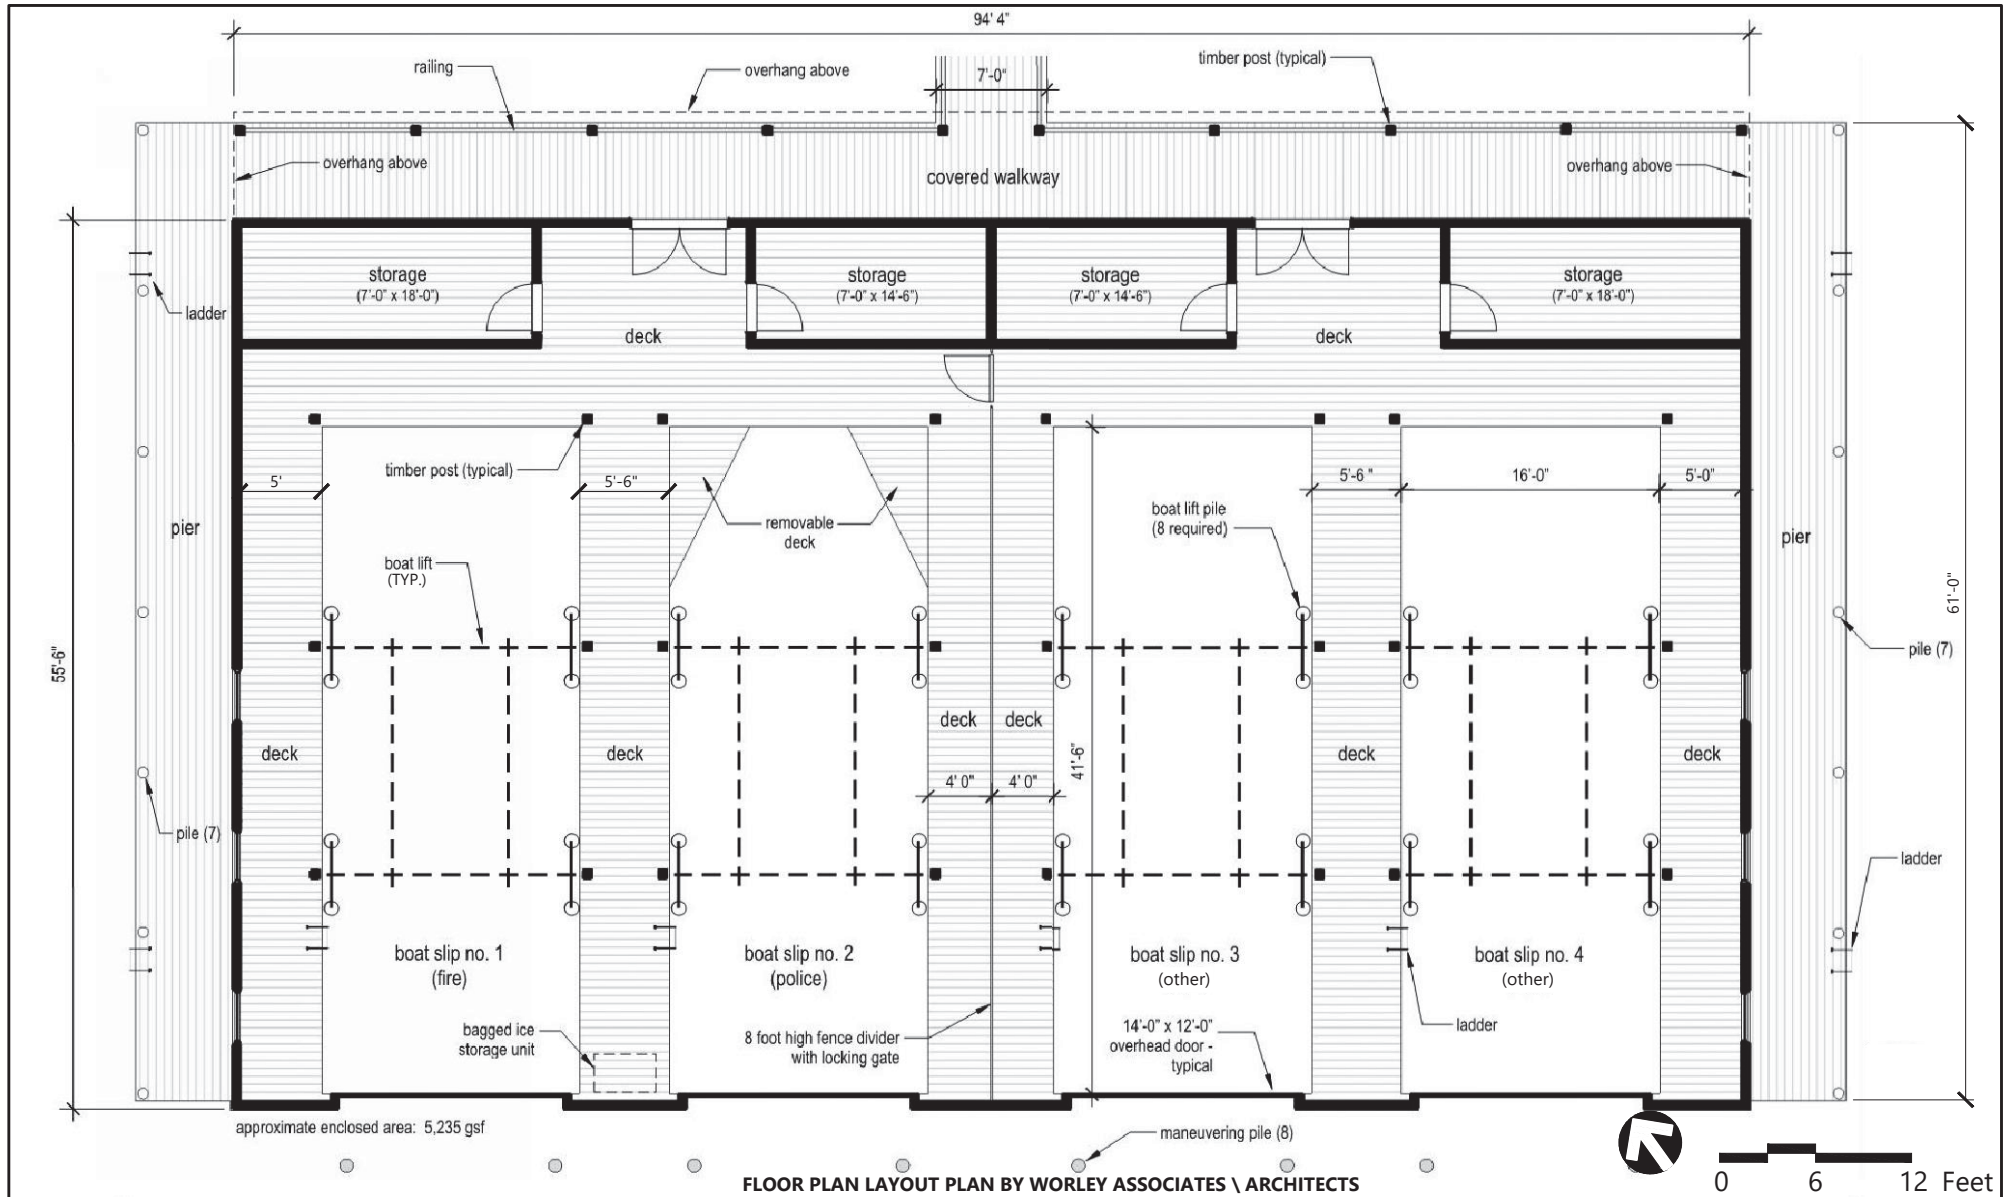 94' 4"
railing
overhang above
7'-0"
timber post (typical)
overhang above
covered walkway
overhang above
storage
(7'-0" x 18'-0")
storage
(7'-0" x 14'-6")
storage
(7'-0" x 14'-6")
storage
(7'-0" x 18'-0")
ladder
deck
deck
timber post (typical)
5'
5'-6"
5'-6 "
16'-0"
5'-0"
pier
removable
deck
boat lift pile
(8 required)
pier
boat lift
(TYP.)
61'-0"
55'-6"
pile (7)
deck
deck
deck
deck
deck
deck
41'-6"
4' 0"
4' 0"
pile (7)
ladder
boat slip no. 1
(fire)
boat slip no. 2
(police)
boat slip no. 3
(other)
boat slip no. 4
(other)
bagged ice
storage unit
8 foot high fence divider
with locking gate
14'-0" x 12'-0"
overhead door -
typical
ladder
approximate enclosed area: 5,235 gsf
maneuvering pile (8)
FLOOR PLAN LAYOUT PLAN BY WORLEY ASSOCIATES \ ARCHITECTS
0 6 12 Feet